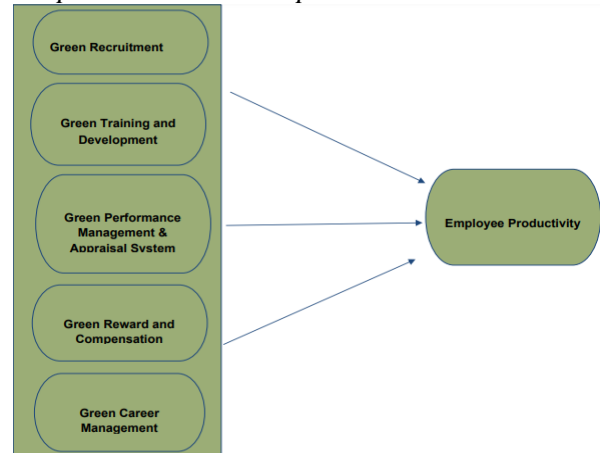 Green Recruitment
Green Training and
Development
Green Performance
Management &
Appraisal System
Employee Productivity
Green Reward and
Compensation
Green Career
Management